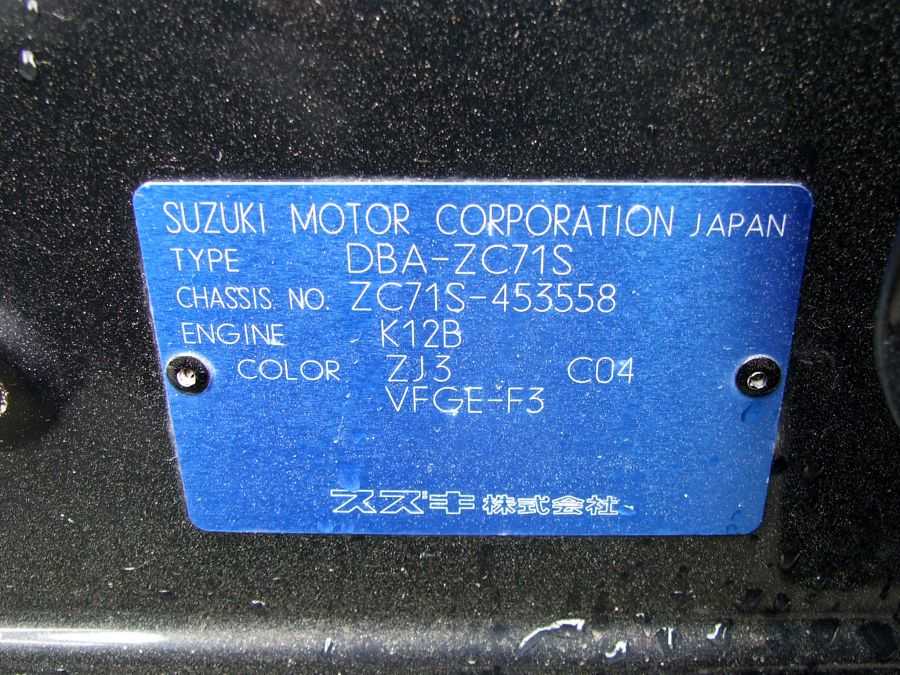 SUZUKI MOTOR CORPORATION JAPAN
TYPE DBA-ZC71S
CHASSIS NO. ZC71S-453558
ENGINE K12B
COLOR ZJ3 C04
VFGE-F3
スズキ株式会社